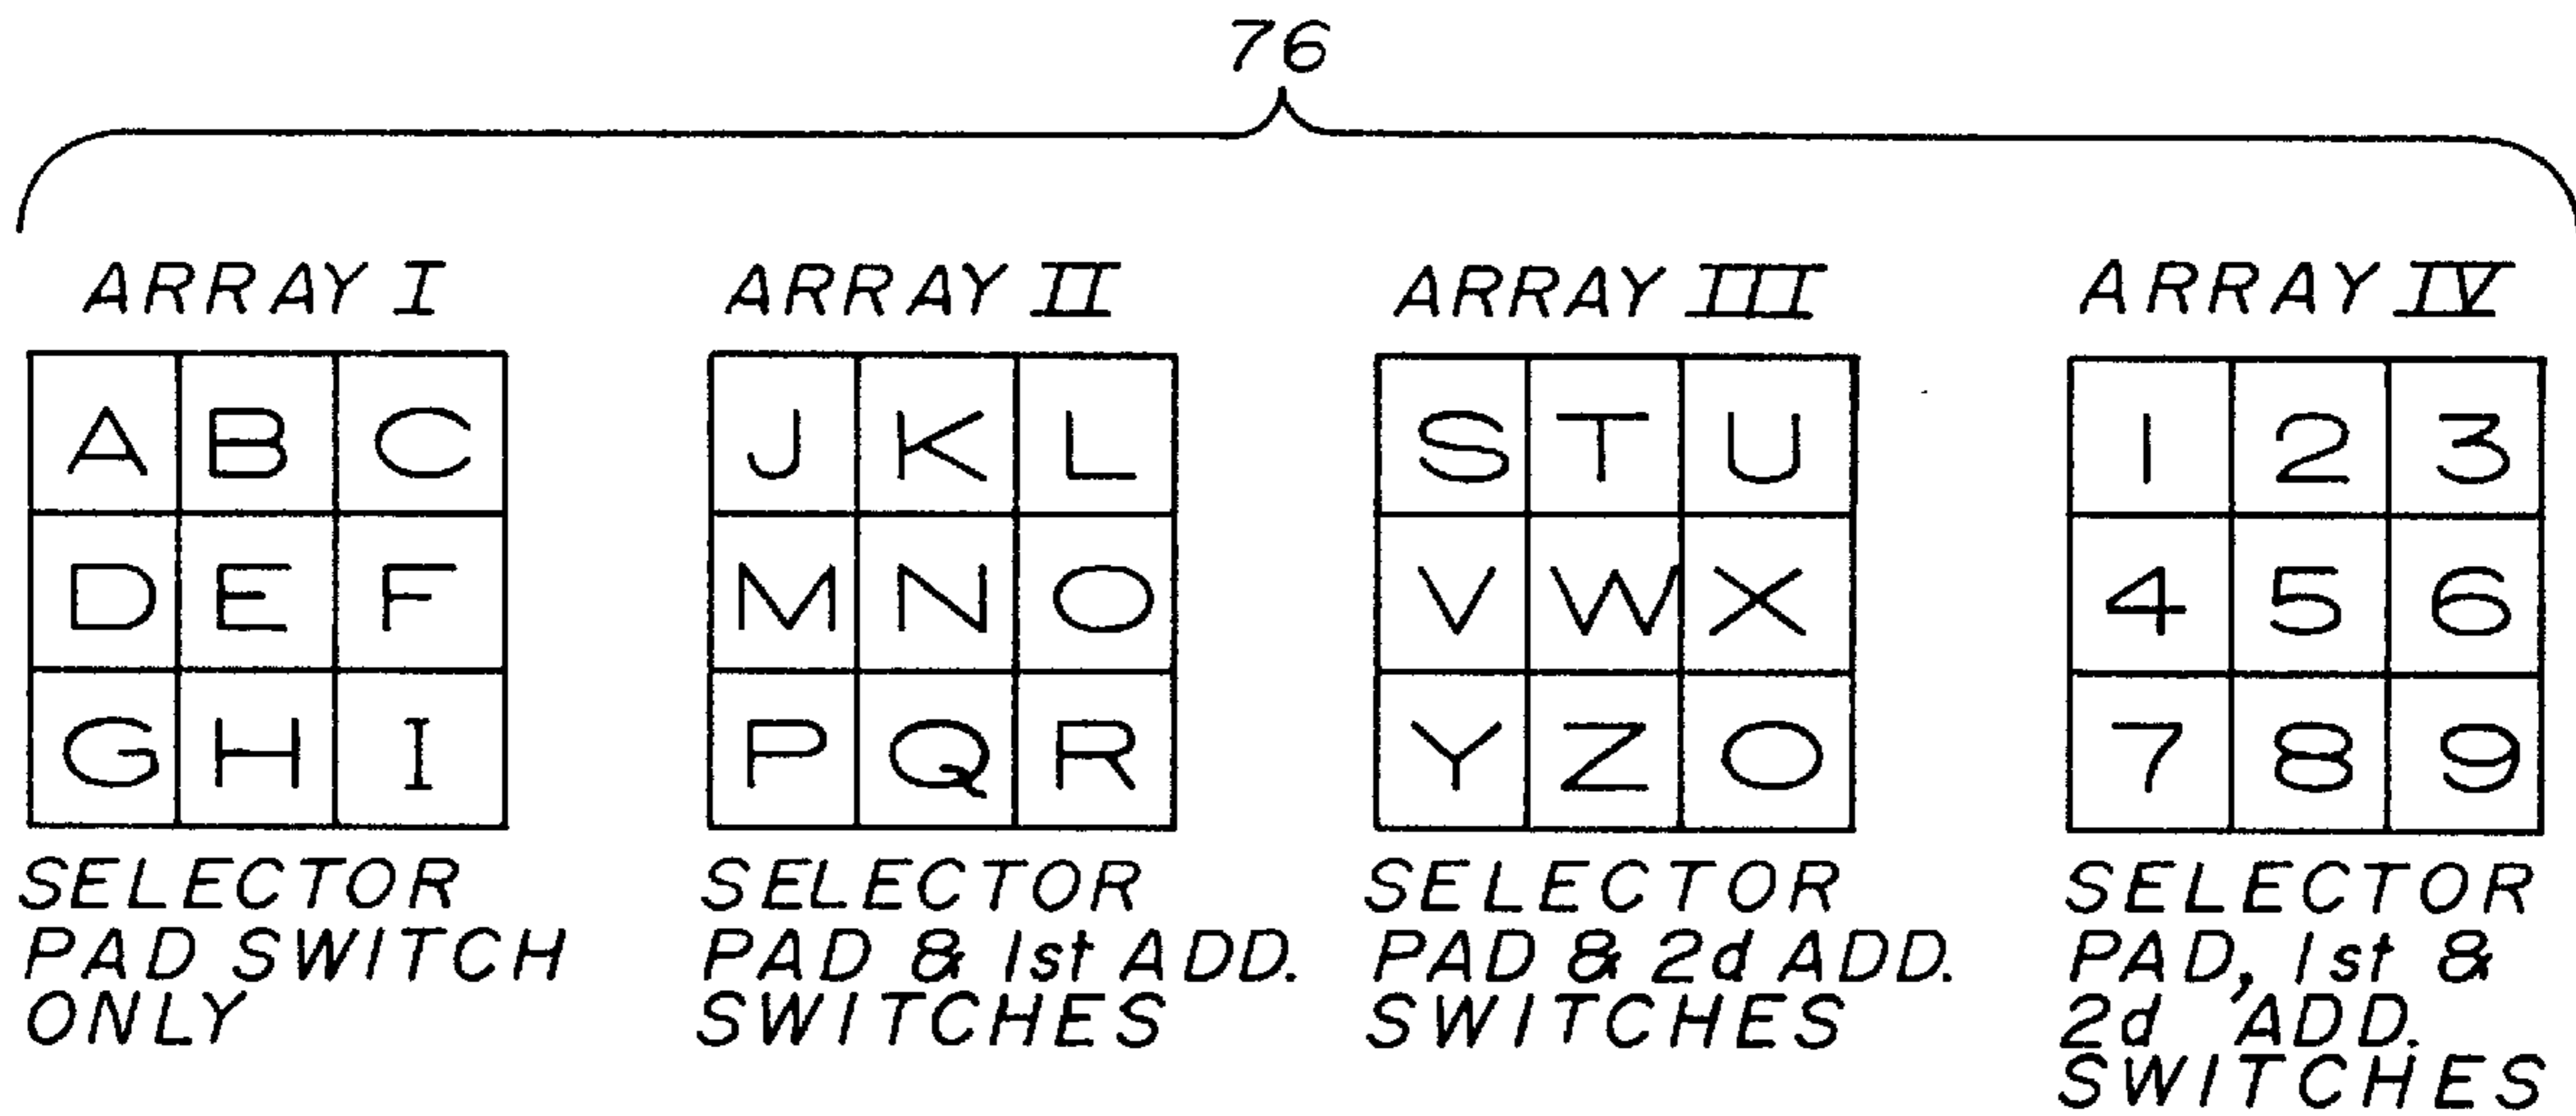 76
ARRAY I
A B C
D E F
G H I
SELECTOR
PAD SWITCH
ONLY
ARRAY II
J K L
M N O
P Q R
SELECTOR
PAD & 1st ADD.
SWITCHES
ARRAY III
S T U
V W X
Y Z O
SELECTOR
PAD & 2d ADD.
SWITCHES
ARRAY IV
1 2 3
4 5 6
7 8 9
SELECTOR
PAD, 1st &
2d ADD.
SWITCHES